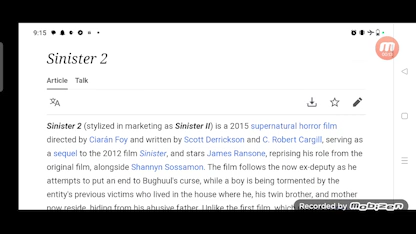 9:15
Sinister 2
Article Talk
Sinister 2 (stylized in marketing as Sinister II) is a 2015 supernatural horror film
directed by Ciarán Foy and written by Scott Derrickson and C. Robert Cargill, serving as
a sequel to the 2012 film Sinister, and stars James Ransone, reprising his role from the
original film, alongside Shannyn Sossamon. The film follows the now ex-deputy as he
attempts to put an end to Bughuul's curse, while a boy is being tormented by the
entity's previous victims who lived in the house where he, his twin brother, and mother
now reside, hiding from his abusive father. Unlike the first film, which
Recorded by Mobizen